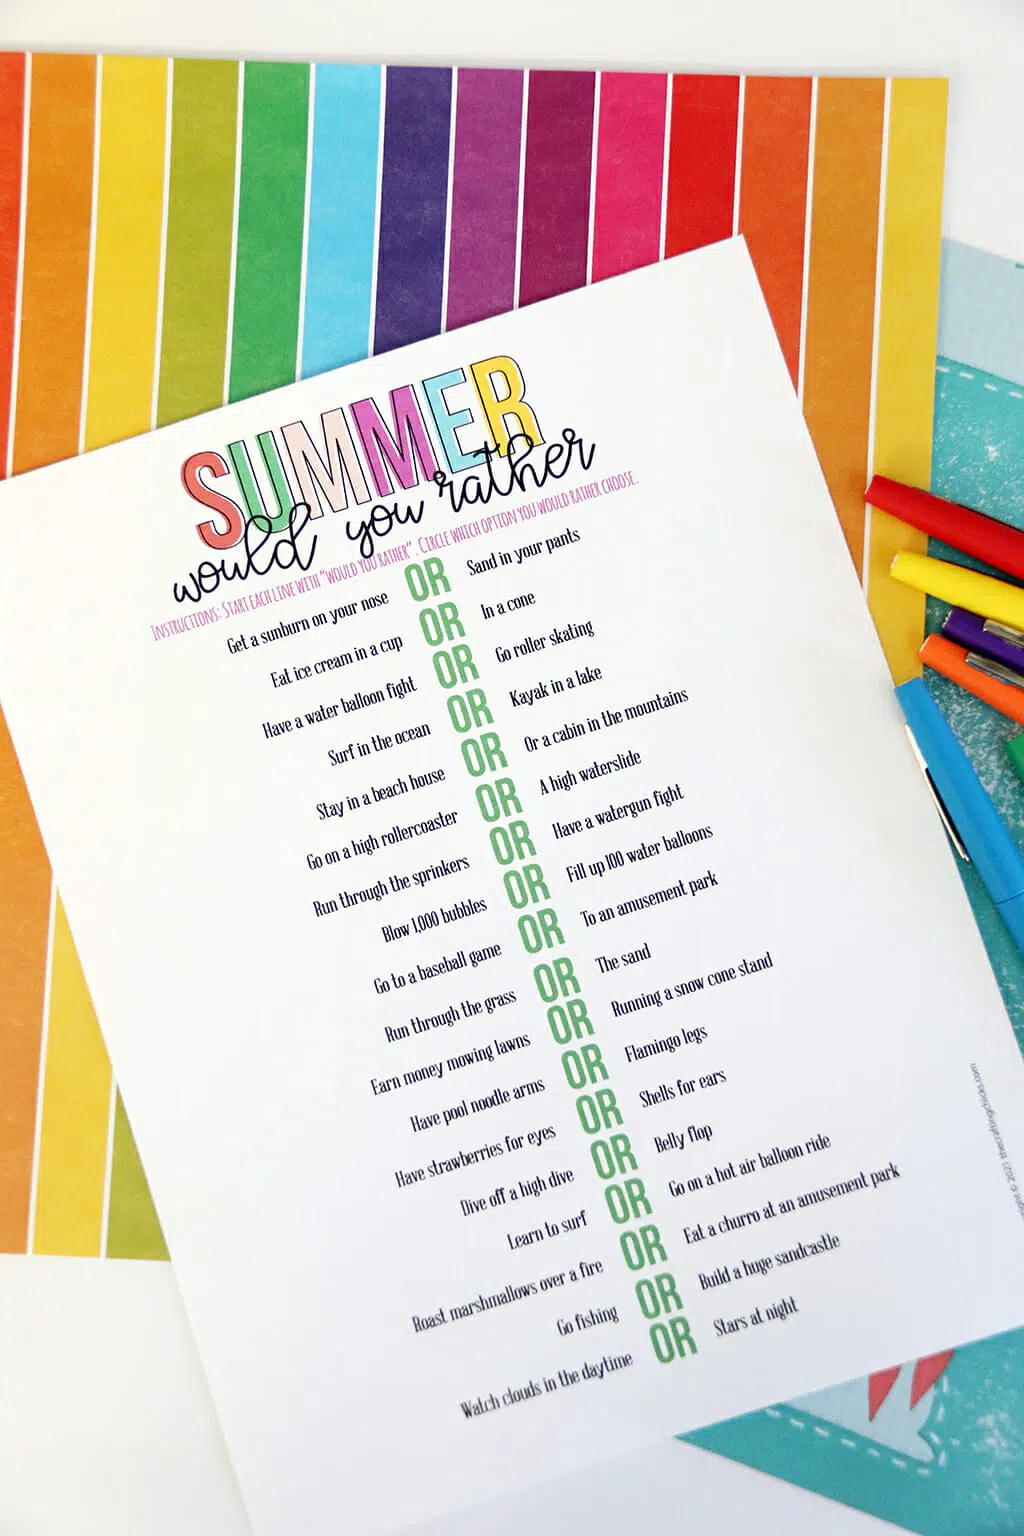 SUMMER
would you rather
INSTRUCTIONS: START EACH LINE WITH "WOULD YOU RATHER". CIRCLE WHICH OPTION YOU WOULD RATHER CHOOSE.
Get a sunburn on your nose OR Sand in your pants
Eat ice cream in a cup OR In a cone
Have a water balloon fight OR Go roller skating
Surf in the ocean OR Kayak in a lake
Stay in a beach house OR Or a cabin in the mountains
Go on a high rollercoaster OR A high waterslide
Run through the sprinkers OR Have a watergun fight
Blow 1,000 bubbles OR Fill up 100 water balloons
Go to a baseball game OR To an amusement park
Run through the grass OR The sand
Earn money mowing lawns OR Running a snow cone stand
Have pool noodle arms OR Flamingo legs
Have strawberries for eyes OR Shells for ears
Dive off a high dive OR Belly flop
Learn to surf OR Go on a hot air balloon ride
Roast marshmallows over a fire OR Eat a churro at an amusement park
Go fishing OR Build a huge sandcastle
Watch clouds in the daytime OR Stars at night
© 2021 thecraftingchicks.com